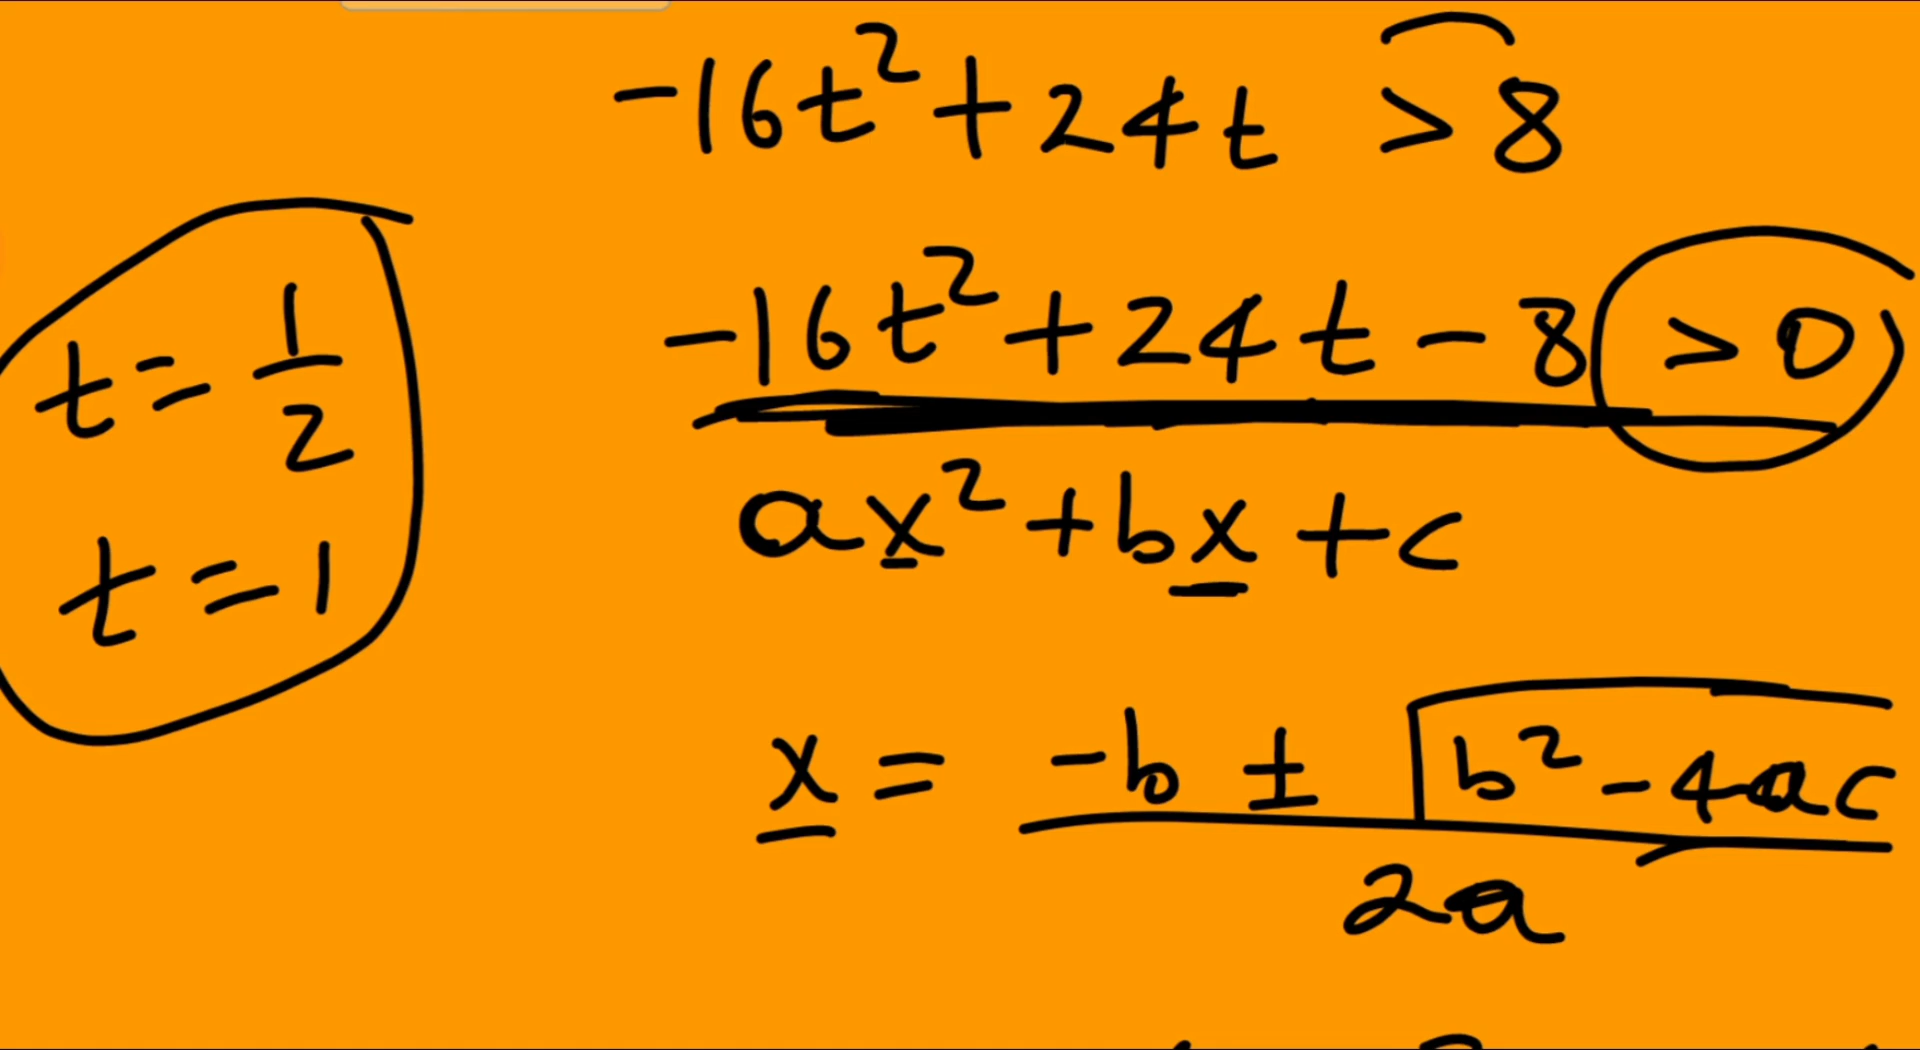 -16t²+24t >8
-16t²+24t-8 >0
t = 1/2
ax²+bx+c
t = 1
x = (-b ± √(b²-4ac))/2a